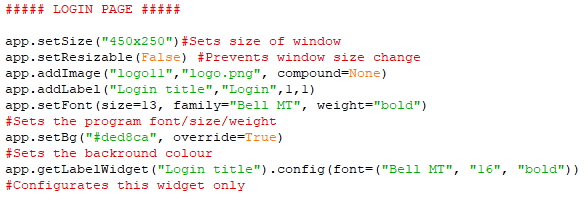 ##### LOGIN PAGE #####
app.setSize("450x250")#Sets size of window
app.setResizable(False) #Prevents window size change
app.addImage("logo11","logo.png", compound=None)
app.addLabel("Login title","Login",1,1)
app.setFont(size=13, family="Bell MT", weight="bold")
#Sets the program font/size/weight
app.setBg("#ded8ca", override=True)
#Sets the backround colour
app.getLabelWidget("Login title").config(font=("Bell MT", "16", "bold"))
#Configurates this widget only